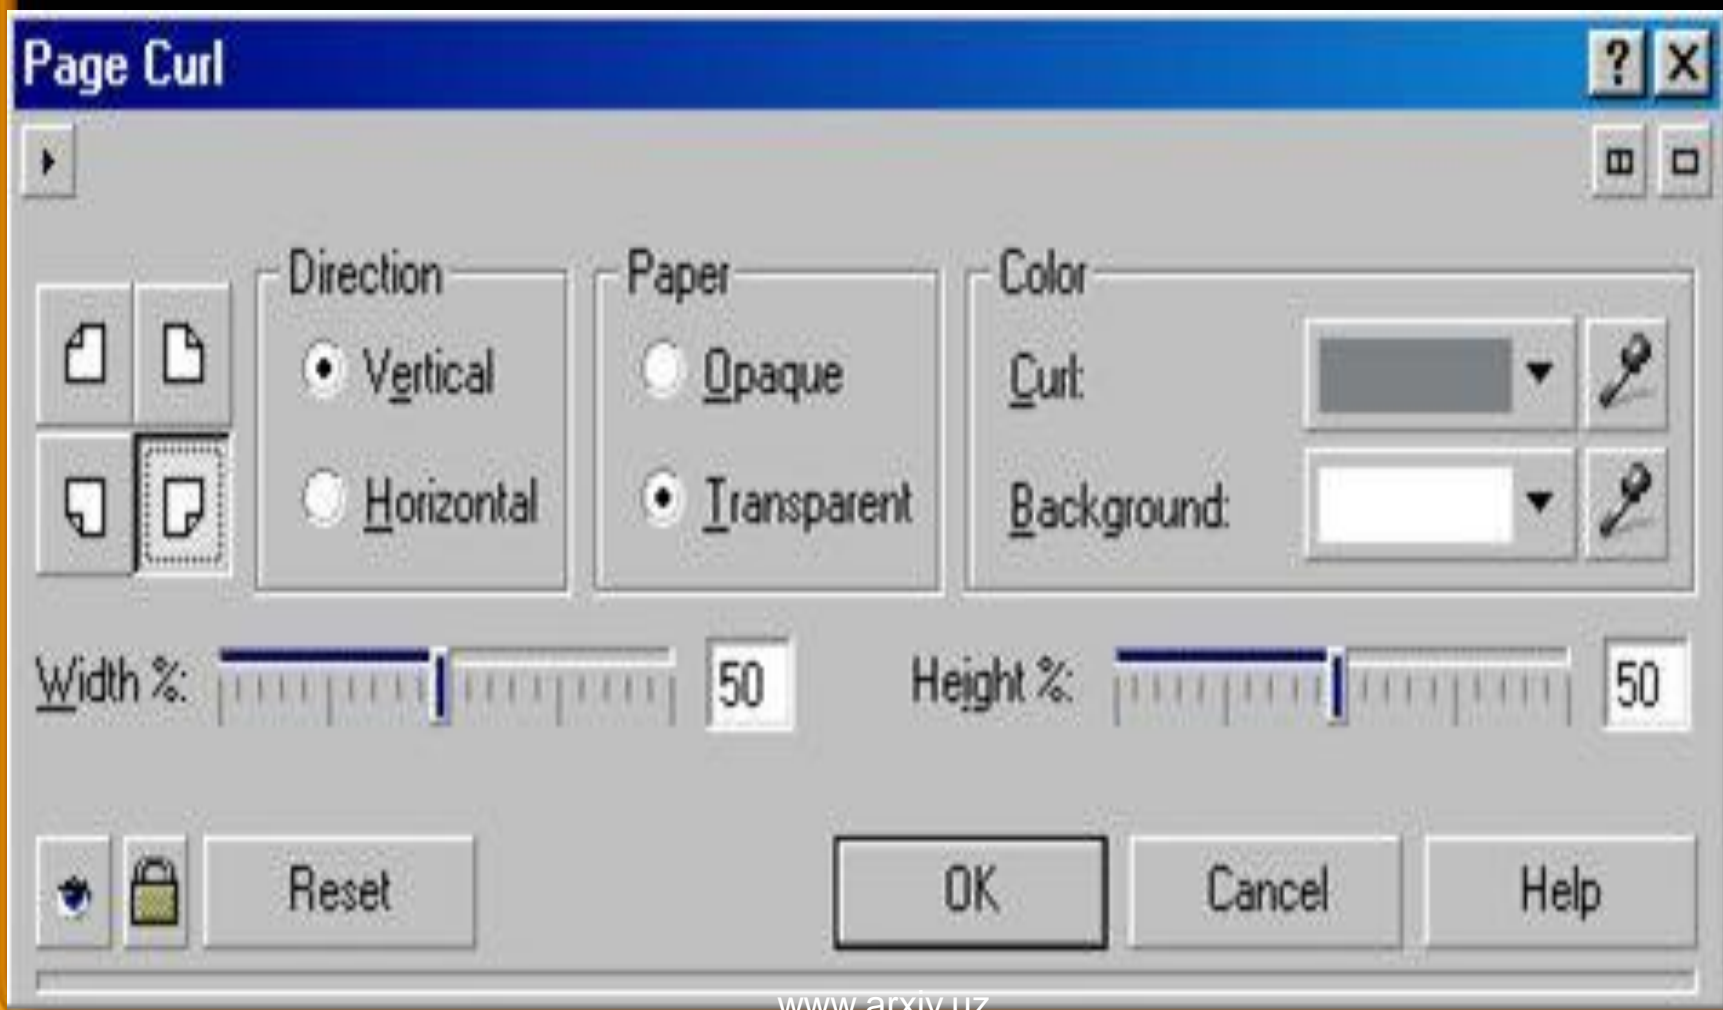 Page Curl
Direction
Paper
Color
Vertical
Opaque
Curl:
Horizontal
Transparent
Background:
Width %:
50
Height %:
50
Reset
OK
Cancel
Help
www.arxiv.uz